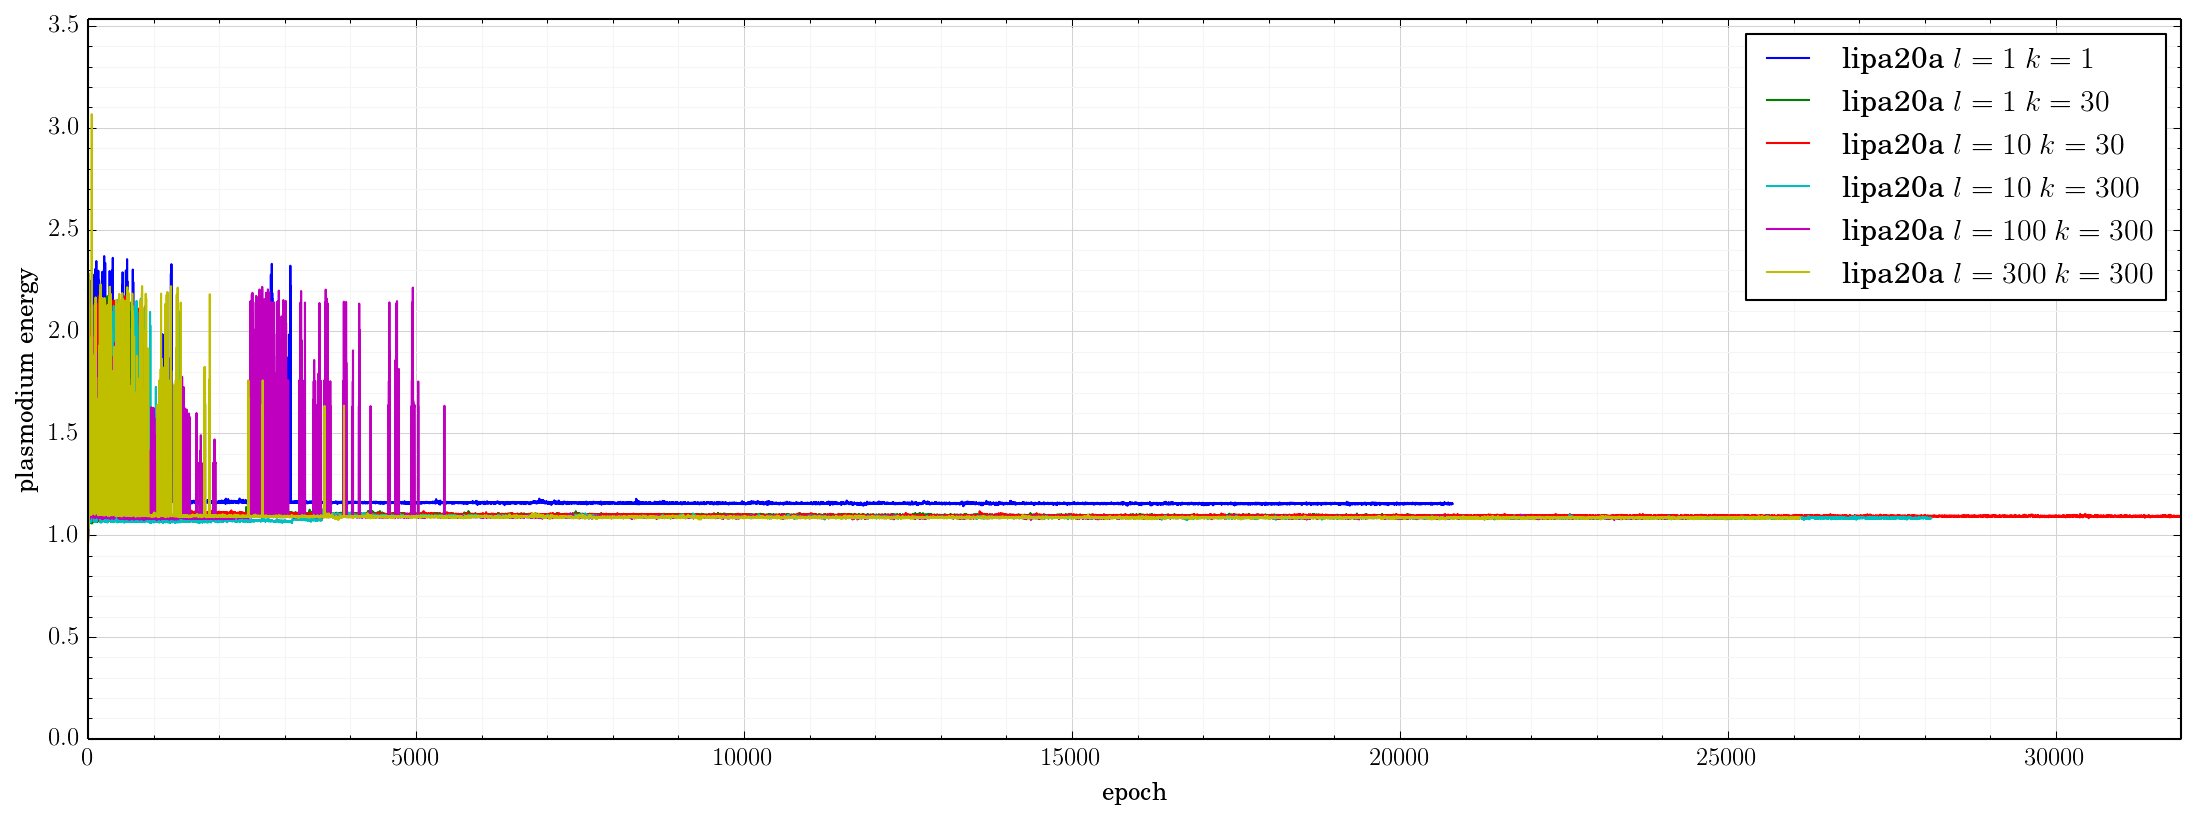 3.5
3.0
2.5
2.0
1.5
1.0
0.5
0.0
plasmodium energy
0 5000 10000 15000 20000 25000 30000
epoch
lipa20a l = 1 k = 1
lipa20a l = 1 k = 30
lipa20a l = 10 k = 30
lipa20a l = 10 k = 300
lipa20a l = 100 k = 300
lipa20a l = 300 k = 300